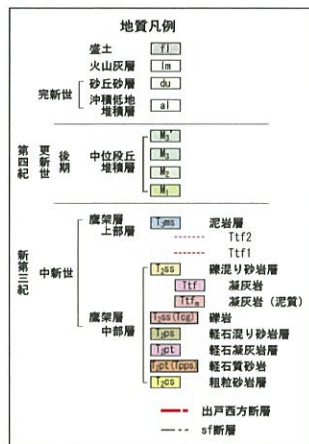 地質凡例
盛土 fl
火山灰層 lm
完新世 砂丘砂層 du
沖積低地堆積層 al
第四紀 更新世 後期 中位段丘堆積層 M₃'
M₃
M₂
M₁
新第三紀 中新世 鷹架層上部層 T₃ms 泥岩層
Ttf2
Ttf1
鷹架層中部層 T₂ss 礫混り砂岩層
Ttf 凝灰岩
Ttfm 凝灰岩（泥質）
T₂ss(Tcg) 礫岩
T₂ps 軽石混り砂岩層
T₂pt 軽石凝灰岩層
T₂pt(Tpps) 軽石質砂岩
T₂cs 粗粒砂岩層
出戸西方断層
sf断層